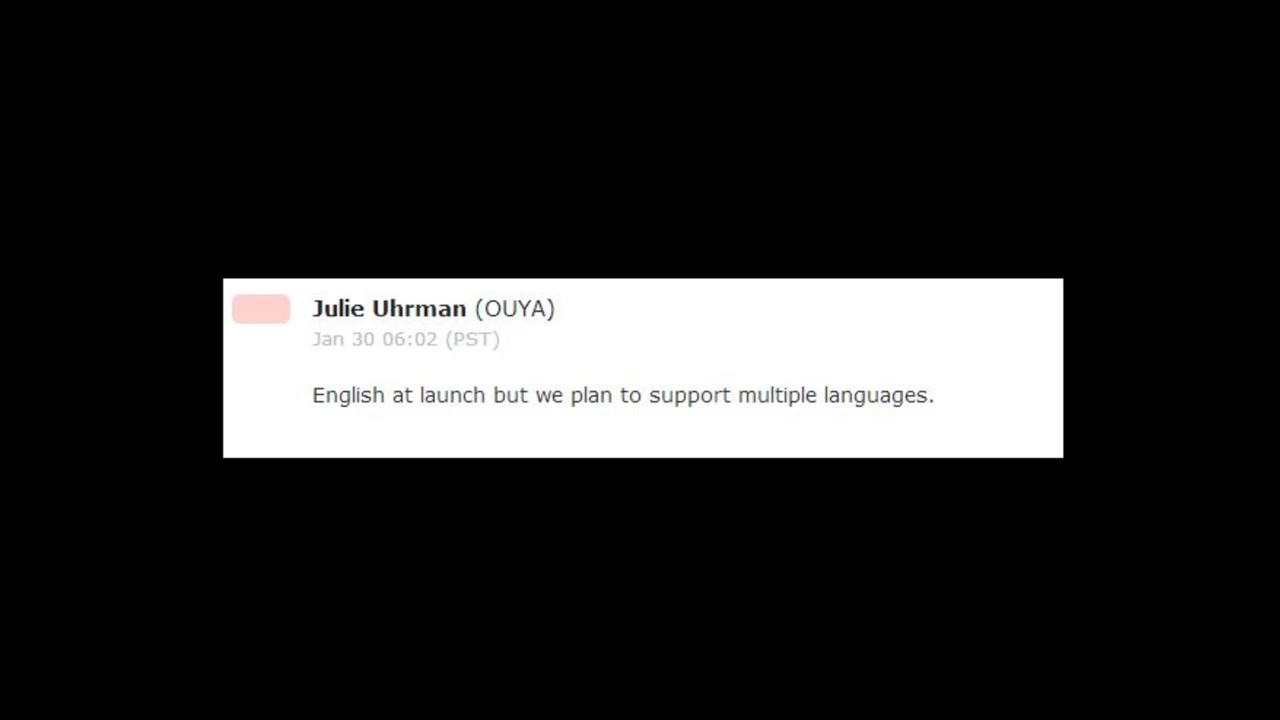 Julie Uhrman (OUYA)
Jan 30 06:02 (PST)
English at launch but we plan to support multiple languages.